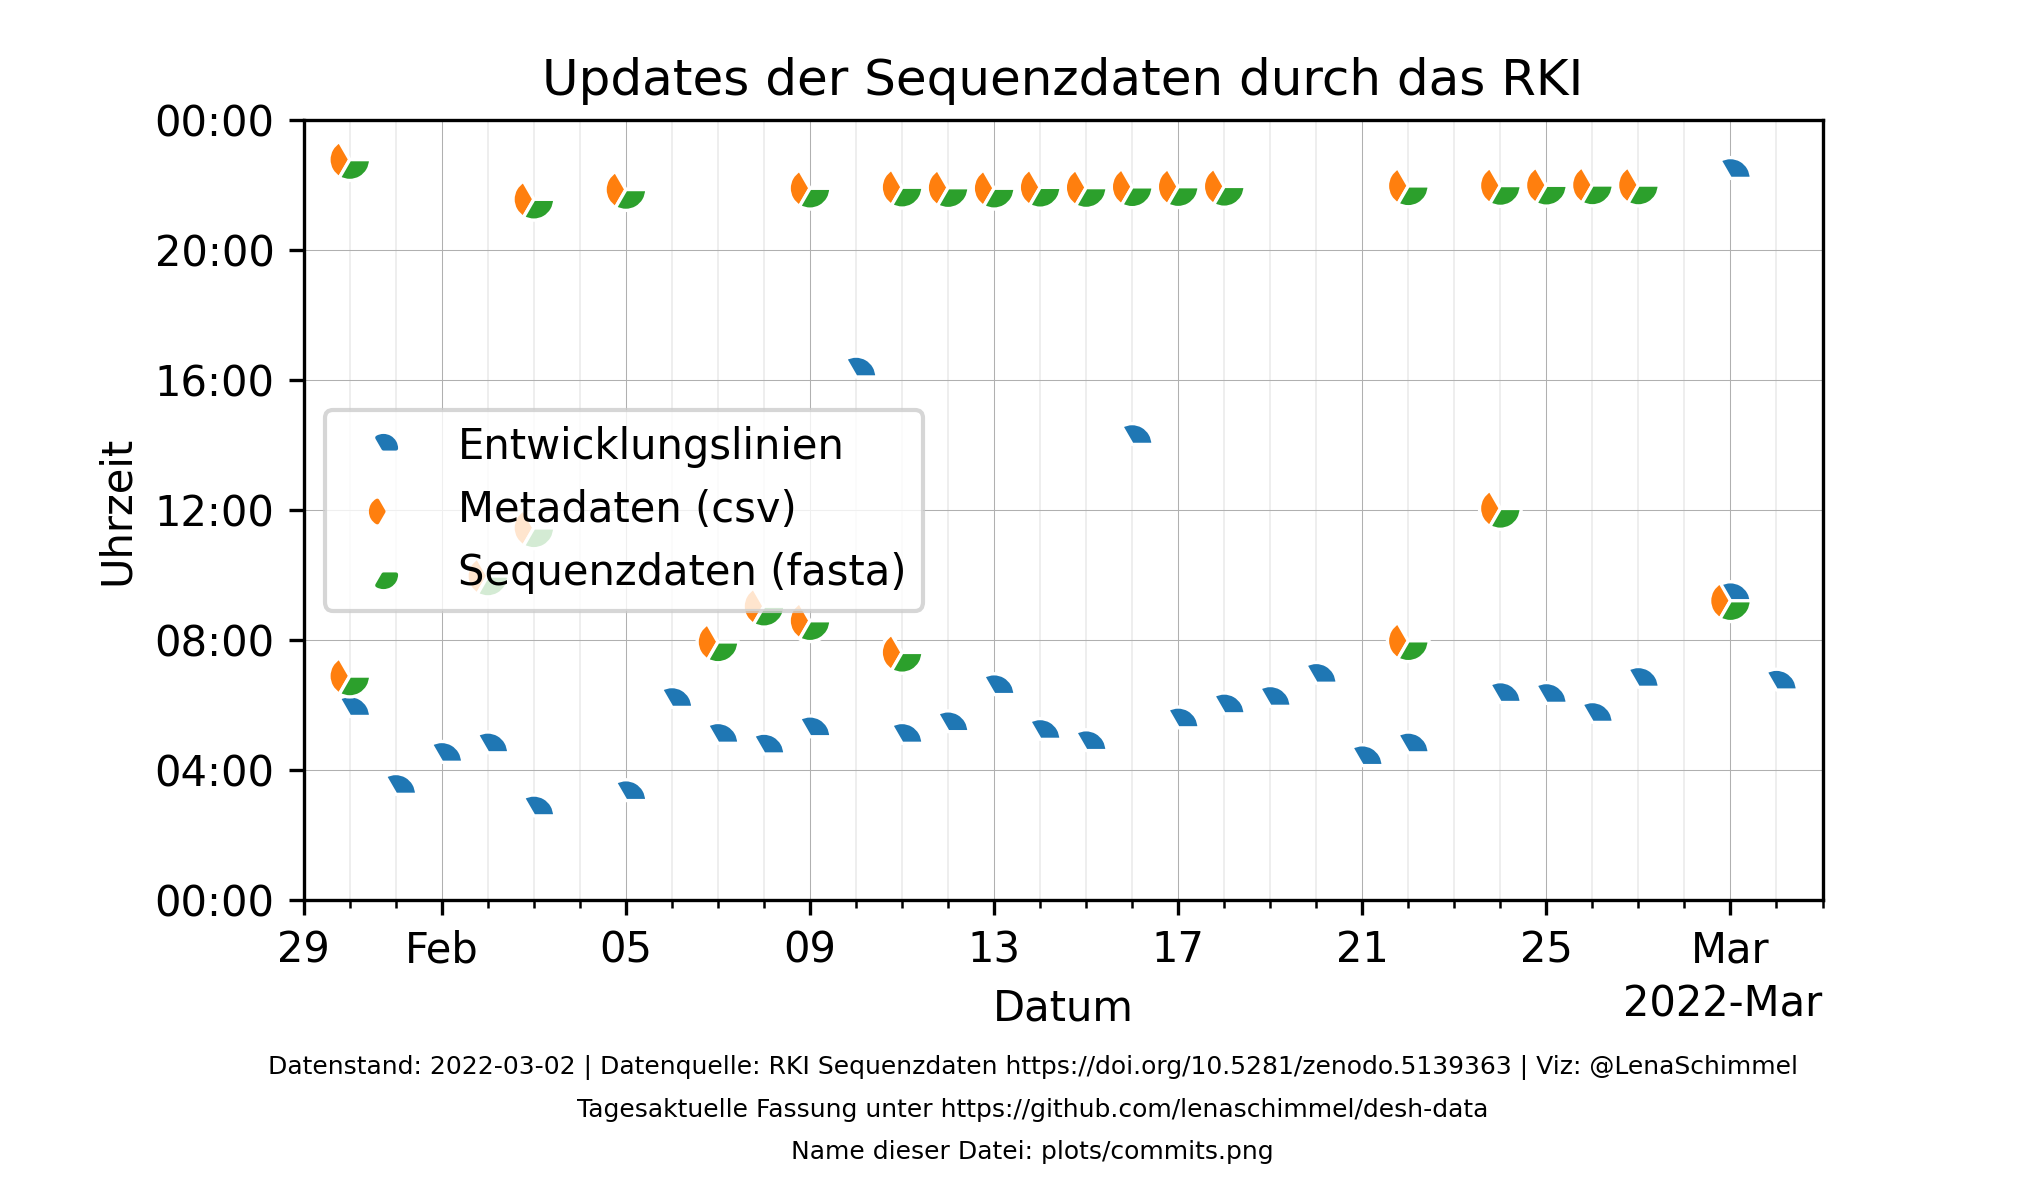 Updates der Sequenzdaten durch das RKI
00:00
20:00
16:00
12:00
08:00
04:00
00:00
Uhrzeit
Entwicklungslinien
Metadaten (csv)
Sequenzdaten (fasta)
29 Feb 05 09 13 17 21 25 Mar
2022-Mar
Datum
Datenstand: 2022-03-02 | Datenquelle: RKI Sequenzdaten https://doi.org/10.5281/zenodo.5139363 | Viz: @LenaSchimmel
Tagesaktuelle Fassung unter https://github.com/lenaschimmel/desh-data
Name dieser Datei: plots/commits.png